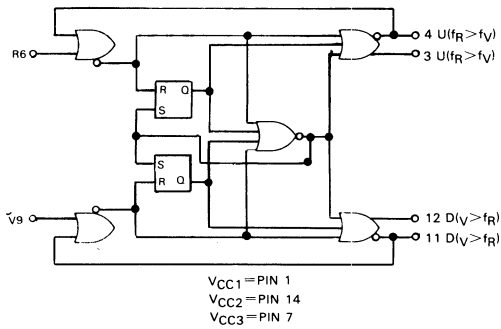 4 U(fR>fV)
R6
3 U(fR>fV)
R Q
S
S
R Q
V9
12 D(V>fR)
11 D(V>fR)
VCC1=PIN 1
VCC2=PIN 14
VCC3=PIN 7